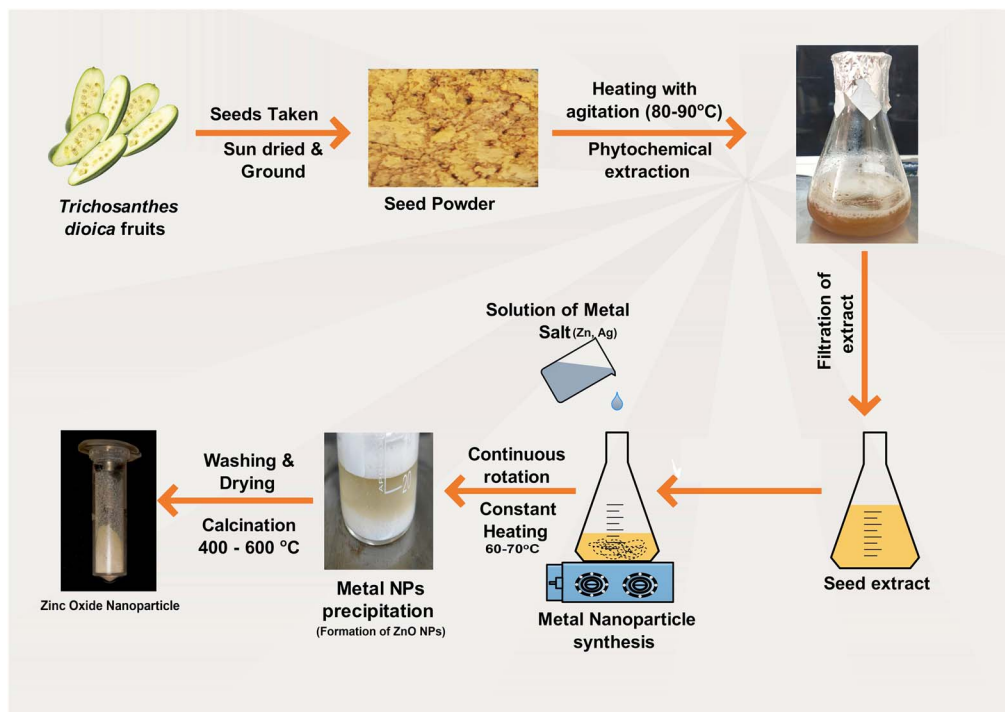 Trichosanthes
dioica fruits
Seeds Taken
Sun dried &
Ground
Seed Powder
Heating with
agitation (80-90°C)
Phytochemical
extraction
Filtration of
extract
Seed extract
Solution of Metal
Salt (Zn, Ag)
Metal Nanoparticle
synthesis
Continuous
rotation
Constant
Heating
60-70°C
20
Metal NPs
precipitation
(Formation of ZnO NPs)
Washing &
Drying
Calcination
400 - 600 °C
Zinc Oxide Nanoparticle